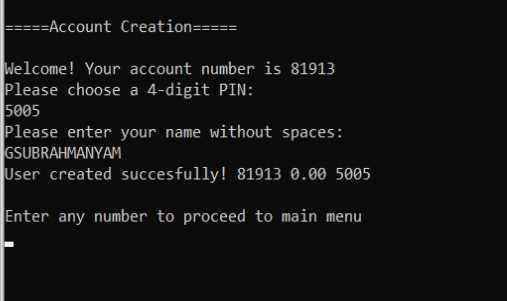 =====Account Creation=====
Welcome! Your account number is 81913
Please choose a 4-digit PIN:
5005
Please enter your name without spaces:
GSUBRAHMANYAM
User created succesfully! 81913 0.00 5005
Enter any number to proceed to main menu